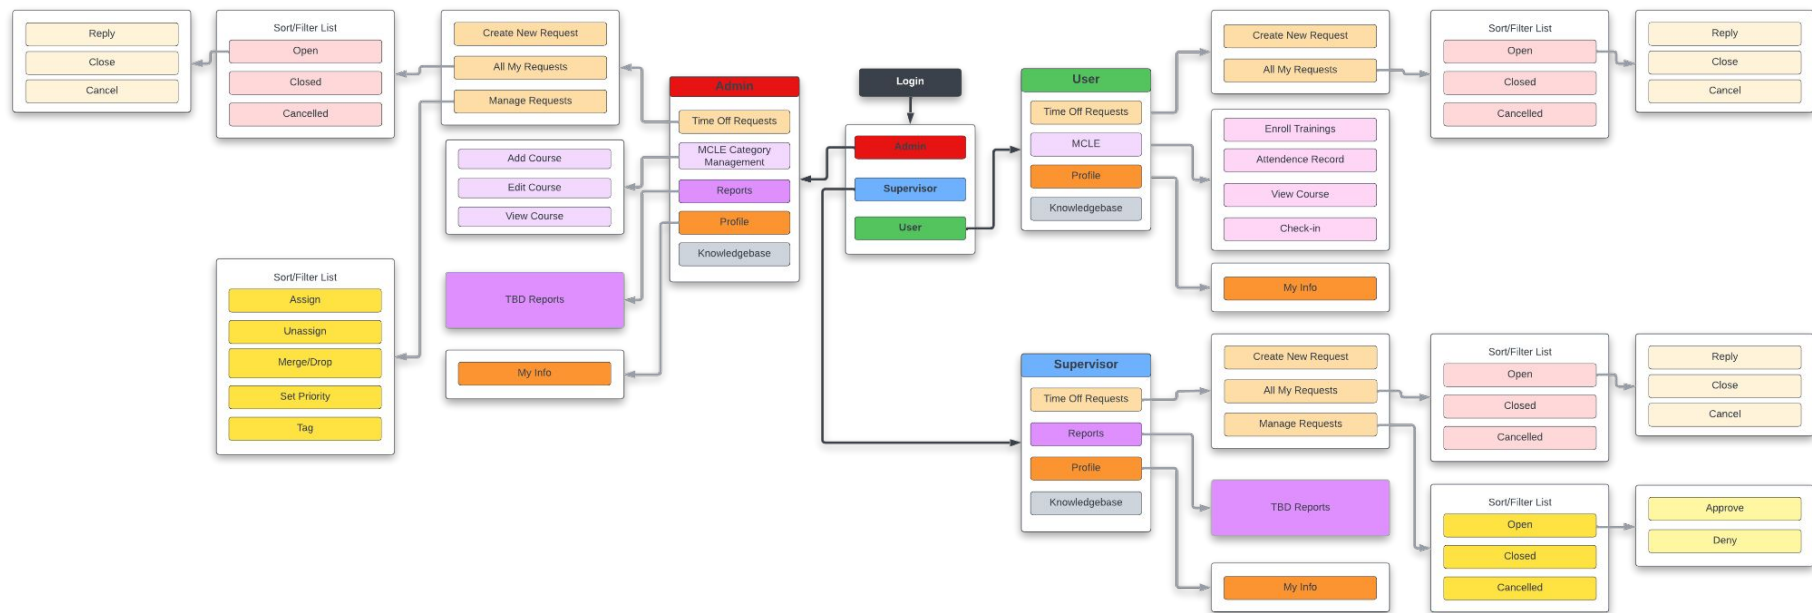 Reply
Close
Cancel
Sort/Filter List
Open
Closed
Cancelled
Create New Request
All My Requests
Manage Requests
Add Course
Edit Course
View Course
Sort/Filter List
Assign
Unassign
Merge/Drop
Set Priority
Tag
TBD Reports
My Info
Admin
Time Off Requests
MCLE Category
Management
Reports
Profile
Knowledgebase
Login
Admin
Supervisor
User
User
Time Off Requests
MCLE
Profile
Knowledgebase
Create New Request
All My Requests
Sort/Filter List
Open
Closed
Cancelled
Reply
Close
Cancel
Enroll Trainings
Attendence Record
View Course
Check-in
My Info
Supervisor
Time Off Requests
Reports
Profile
Knowledgebase
Create New Request
All My Requests
Manage Requests
Sort/Filter List
Open
Closed
Cancelled
Reply
Close
Cancel
TBD Reports
My Info
Sort/Filter List
Open
Closed
Cancelled
Approve
Deny